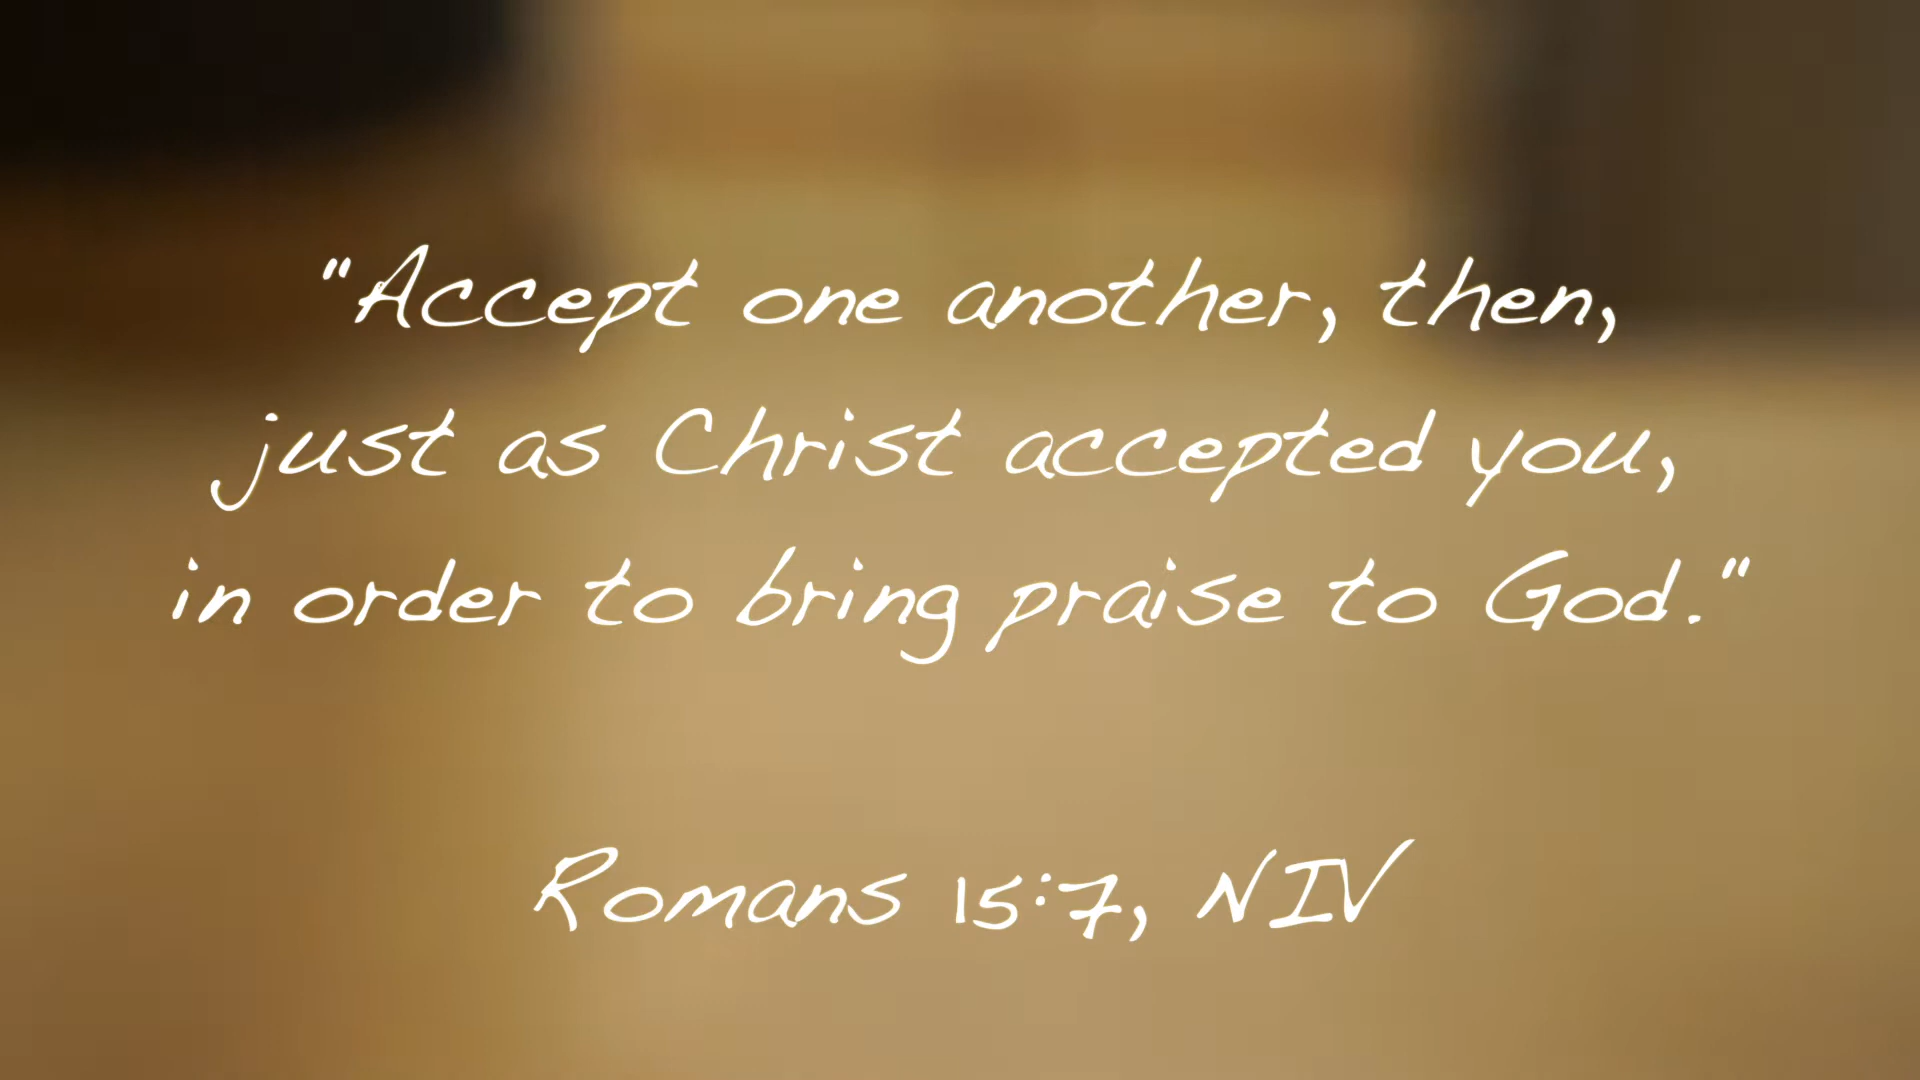 "Accept one another, then,
just as Christ accepted you,
in order to bring praise to God."
Romans 15:7, NIV